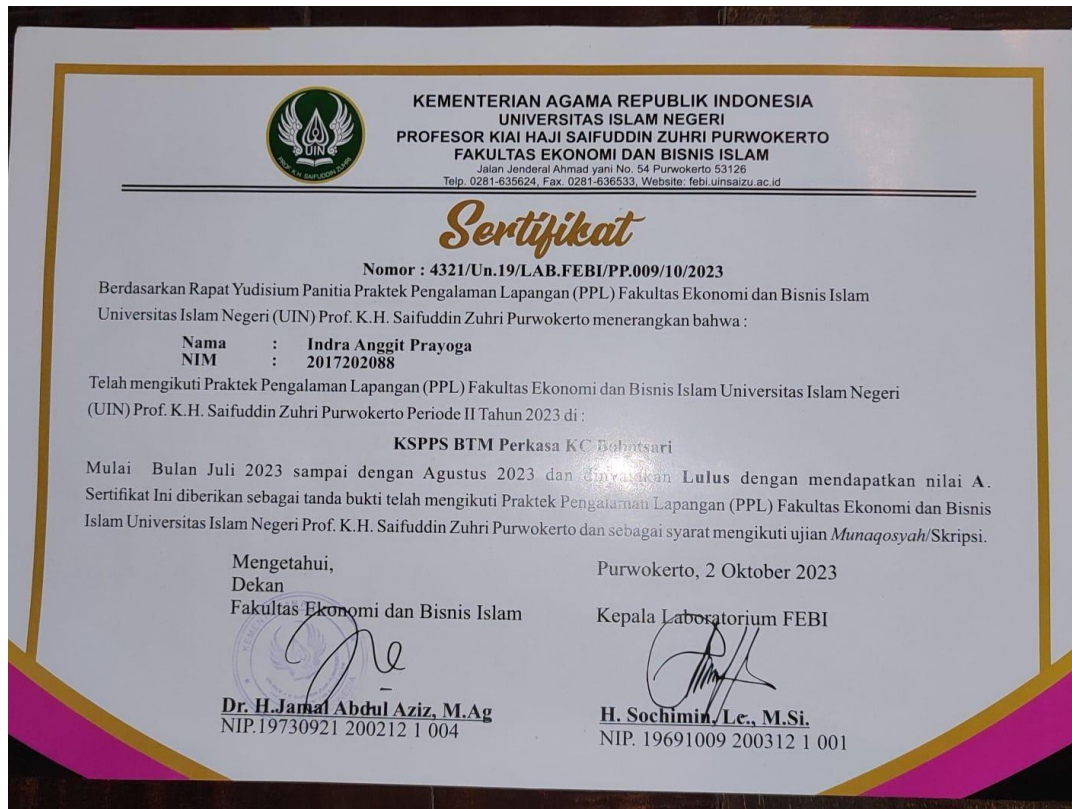 KEMENTERIAN AGAMA REPUBLIK INDONESIA
UNIVERSITAS ISLAM NEGERI
PROFESOR KIAI HAJI SAIFUDDIN ZUHRI PURWOKERTO
FAKULTAS EKONOMI DAN BISNIS ISLAM
Jalan Jenderal Ahmad yani No. 54 Purwokerto 53126
Telp. 0281-635624, Fax. 0281-636533, Website: febi.uinsaizu.ac.id
UIN
PROF. K.H. SAIFUDDIN ZUHRI
Sertifikat
Nomor : 4321/Un.19/LAB.FEBI/PP.009/10/2023
Berdasarkan Rapat Yudisium Panitia Praktek Pengalaman Lapangan (PPL) Fakultas Ekonomi dan Bisnis Islam
Universitas Islam Negeri (UIN) Prof. K.H. Saifuddin Zuhri Purwokerto menerangkan bahwa :
Nama : Indra Anggit Prayoga
NIM : 2017202088
Telah mengikuti Praktek Pengalaman Lapangan (PPL) Fakultas Ekonomi dan Bisnis Islam Universitas Islam Negeri
(UIN) Prof. K.H. Saifuddin Zuhri Purwokerto Periode II Tahun 2023 di :
KSPPS BTM Perkasa KC
Mulai Bulan Juli 2023 sampai dengan Agustus 2023 dan dinyatakan Lulus dengan mendapatkan nilai A.
Sertifikat Ini diberikan sebagai tanda bukti telah mengikuti Praktek Pengalaman Lapangan (PPL) Fakultas Ekonomi dan Bisnis
Islam Universitas Islam Negeri Prof. K.H. Saifuddin Zuhri Purwokerto dan sebagai syarat mengikuti ujian Munaqosyah/Skripsi.
Mengetahui,
Dekan
Fakultas Ekonomi dan Bisnis Islam
Dr. H.Jamal Abdul Aziz, M.Ag
NIP.19730921 200212 1 004
Purwokerto, 2 Oktober 2023
Kepala Laboratorium FEBI
H. Sochimin, Lc., M.Si.
NIP. 19691009 200312 1 001